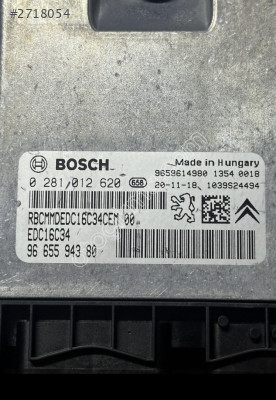 #2718054
BOSCH
Made in Hungary
9659614980 1354 0018
0 281 012 620 658 20-11-18 1039S24494
RBCMMDEDC16C34CEM 00
EDC16C34
96 655 943 80